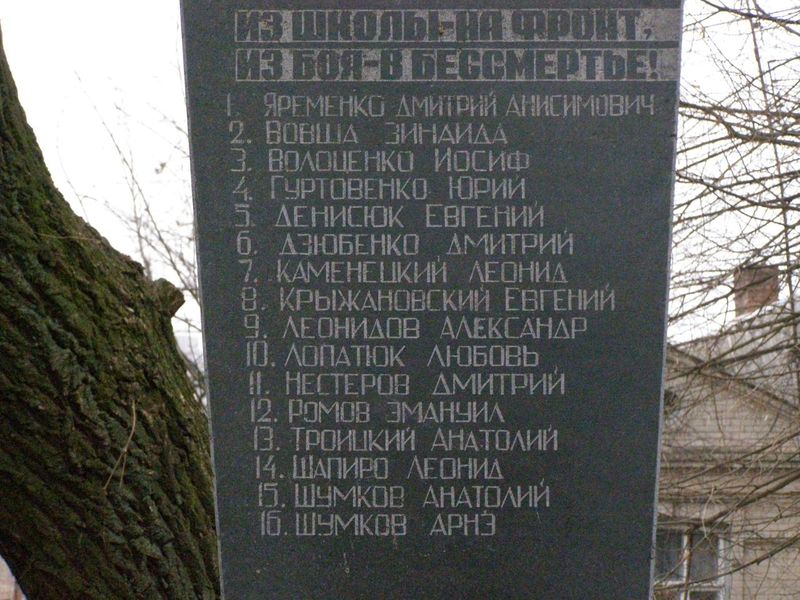 ИЗ ШКОЛЫ-НА ФРОНТ,
ИЗ БОЯ-В БЕССМЕРТЬЕ!
1. ЯРЕМЕНКО ДМИТРИЙ АНИСИМОВИЧ
2. ВОВША ЗИНАИДА
3. ВОЛОЦЕНКО ИОСИФ
4. ГУРТОВЕНКО ЮРИЙ
5. ДЕНИСЮК ЕВГЕНИЙ
6. ДЗЮБЕНКО ДМИТРИЙ
7. КАМЕНЕЦКИЙ ЛЕОНИД
8. КРЫЖАНОВСКИЙ ЕВГЕНИЙ
9. ЛЕОНИДОВ АЛЕКСАНДР
10. ЛОПАТЮК ЛЮБОВЬ
11. НЕСТЕРОВ ДМИТРИЙ
12. РОМОВ ЭМАНУИЛ
13. ТРОИЦКИЙ АНАТОЛИЙ
14. ШАПИРО ЛЕОНИД
15. ШУМКОВ АНАТОЛИЙ
16. ШУМКОВ АРНЭ